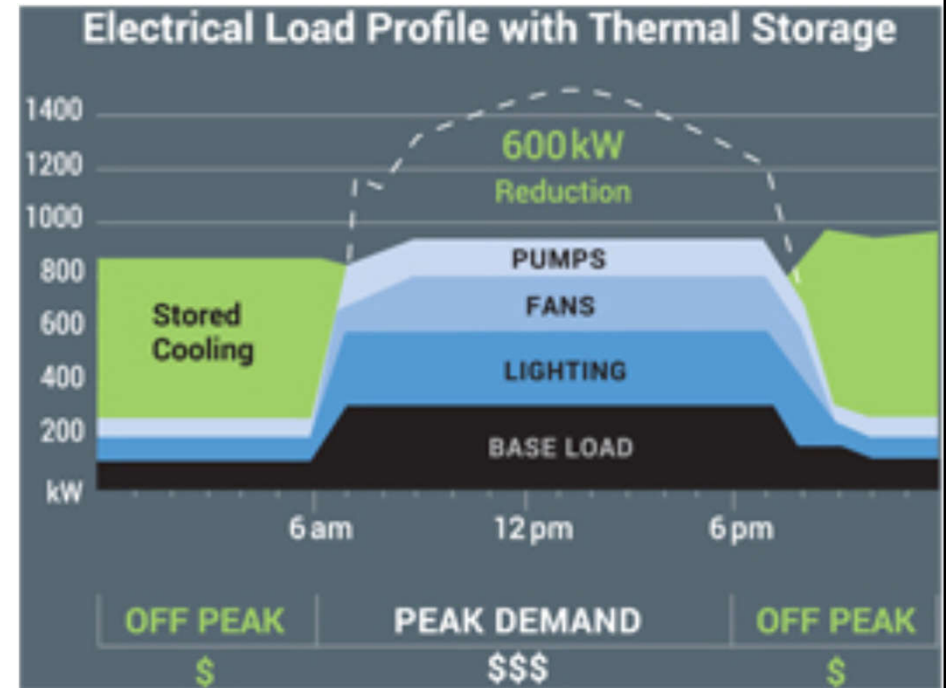 Electrical Load Profile with Thermal Storage
1400
1200
1000
800
600
400
200
kW
600 kW
Reduction
PUMPS
FANS
LIGHTING
BASE LOAD
Stored
Cooling
6 am
12 pm
6 pm
OFF PEAK
PEAK DEMAND
OFF PEAK
$
$$$
$